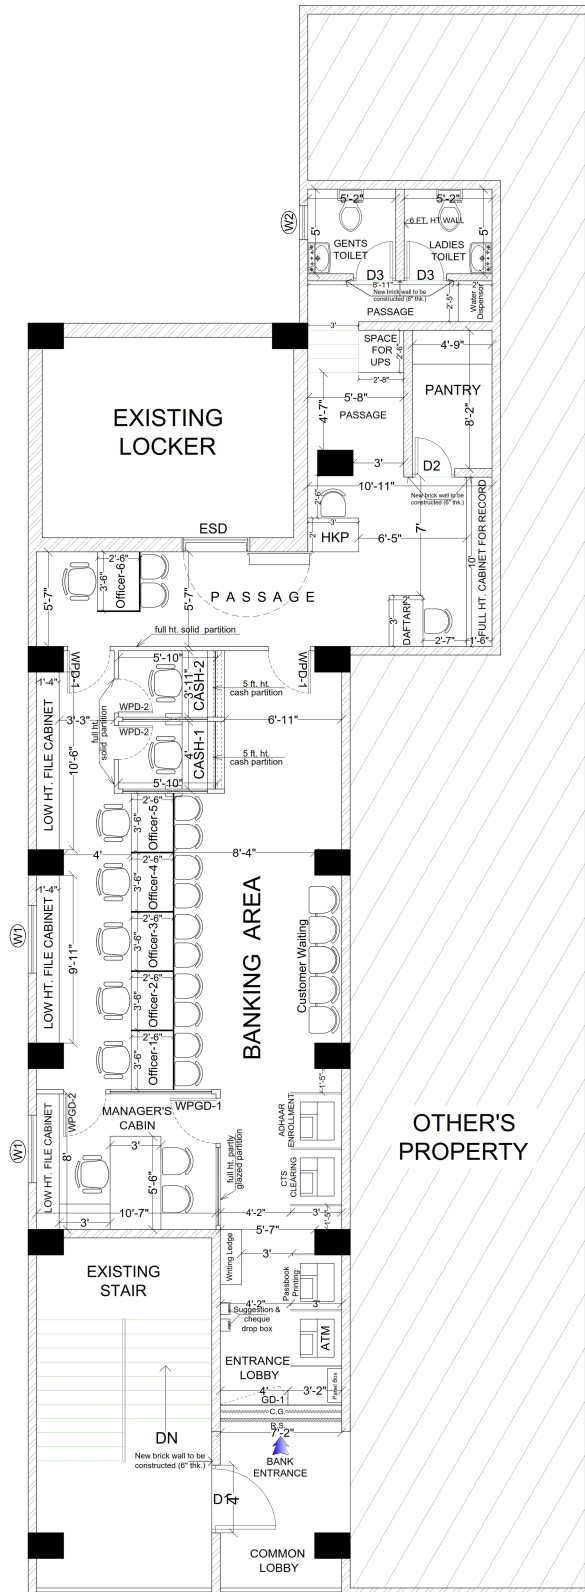 5'-2"
5'-2"
6 FT. HT.WALL
W2
5'
5'
GENTS
TOILET
LADIES
TOILET
D3
D3
6'-11"
New brick wall to be
constructed (6" thk.)
2'-5"
Water
Dispensor
PASSAGE
3'
SPACE
FOR
UPS
2'-6"
4'-9"
2'-8"
PANTRY
EXISTING
LOCKER
5'-8"
4'-7"
PASSAGE
8'-2"
3'
D2
10'-11"
New brick wall to be
constructed (6" thk.)
2'-6"
3'
2'
HKP
7'
6'-5"
10'
FULL HT. CABINET FOR RECORD
ESD
2'-6"
3'-6"
Officer-6
5'-7"
5'-7"
PASSAGE
3'
DAFTARI
2'-7"
1'-6"
full ht. solid partition
WPD-1
5'-10"
WPD-1
1'-4"
3'-11"
CASH-2
5 ft. ht.
cash partition
WPD-2
3'-3"
full ht.
solid partition
6'-11"
WPD-2
LOW HT. FILE CABINET
10'-6"
4'
CASH-1
5 ft. ht.
cash partition
5'-10"
2'-6"
3'-6"
Officer-5
4'
8'-4"
2'-6"
3'-6"
Officer-4
1'-4"
W1
LOW HT. FILE CABINET
9'-11"
2'-6"
3'-6"
Officer-3
BANKING AREA
Customer Waiting
2'-6"
3'-6"
Officer-2
2'-6"
3'-6"
Officer-1
1'-5"
WPGD-2
WPGD-1
MANAGER'S
CABIN
ADHAAR
ENROLLMENT
OTHER'S
PROPERTY
W1
LOW HT. FILE CABINET
8'
3'
5'-6"
full ht. partly
glazed partition
CTS
CLEARING
10'-7"
4'-2"
3'
1'-5"
3'
5'-7"
EXISTING
STAIR
Writing Ledge
3'
Passbook
Printing
4'-2"
3'
Suggestion &
cheque
drop box
ATM
ENTRANCE
LOBBY
Panel Box
4'
3'-2"
GD-1
C.G.
R.S.
7'-2"
DN
New brick wall to be
constructed (6" thk.)
BANK
ENTRANCE
D1
4'
COMMON
LOBBY